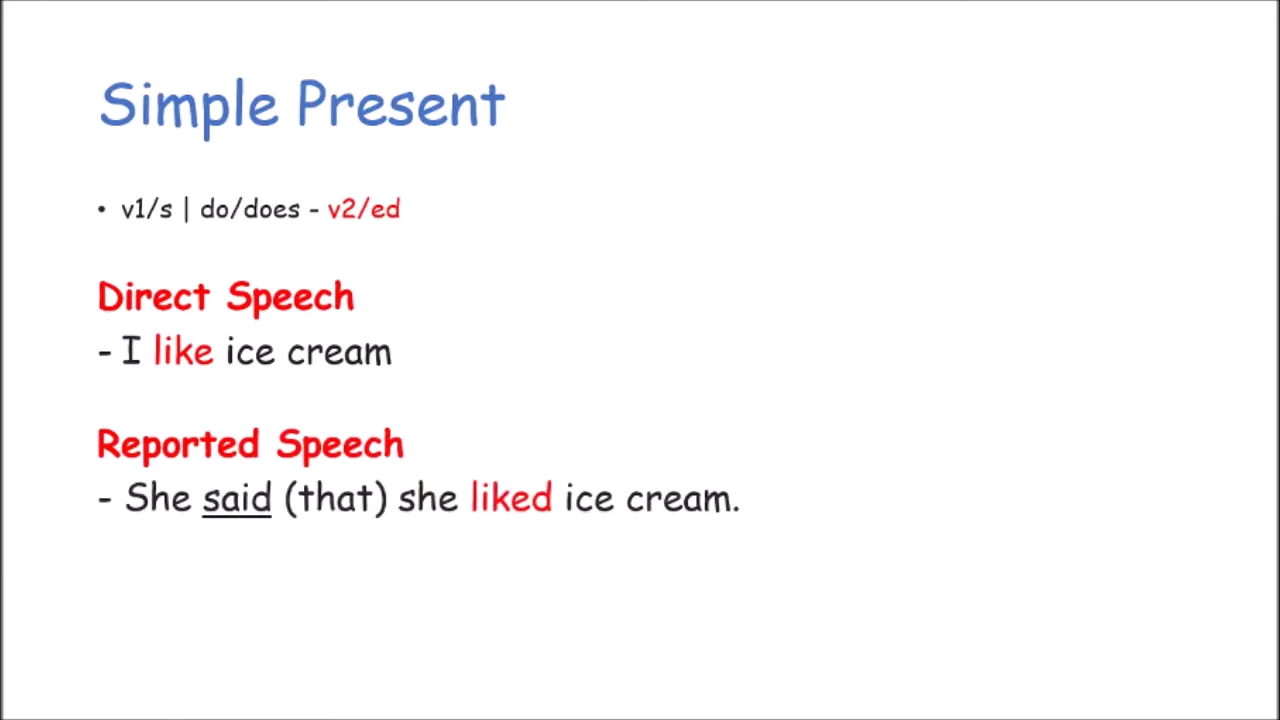 Simple Present
• v1/s | do/does - v2/ed
Direct Speech
- I like ice cream
Reported Speech
- She said (that) she liked ice cream.